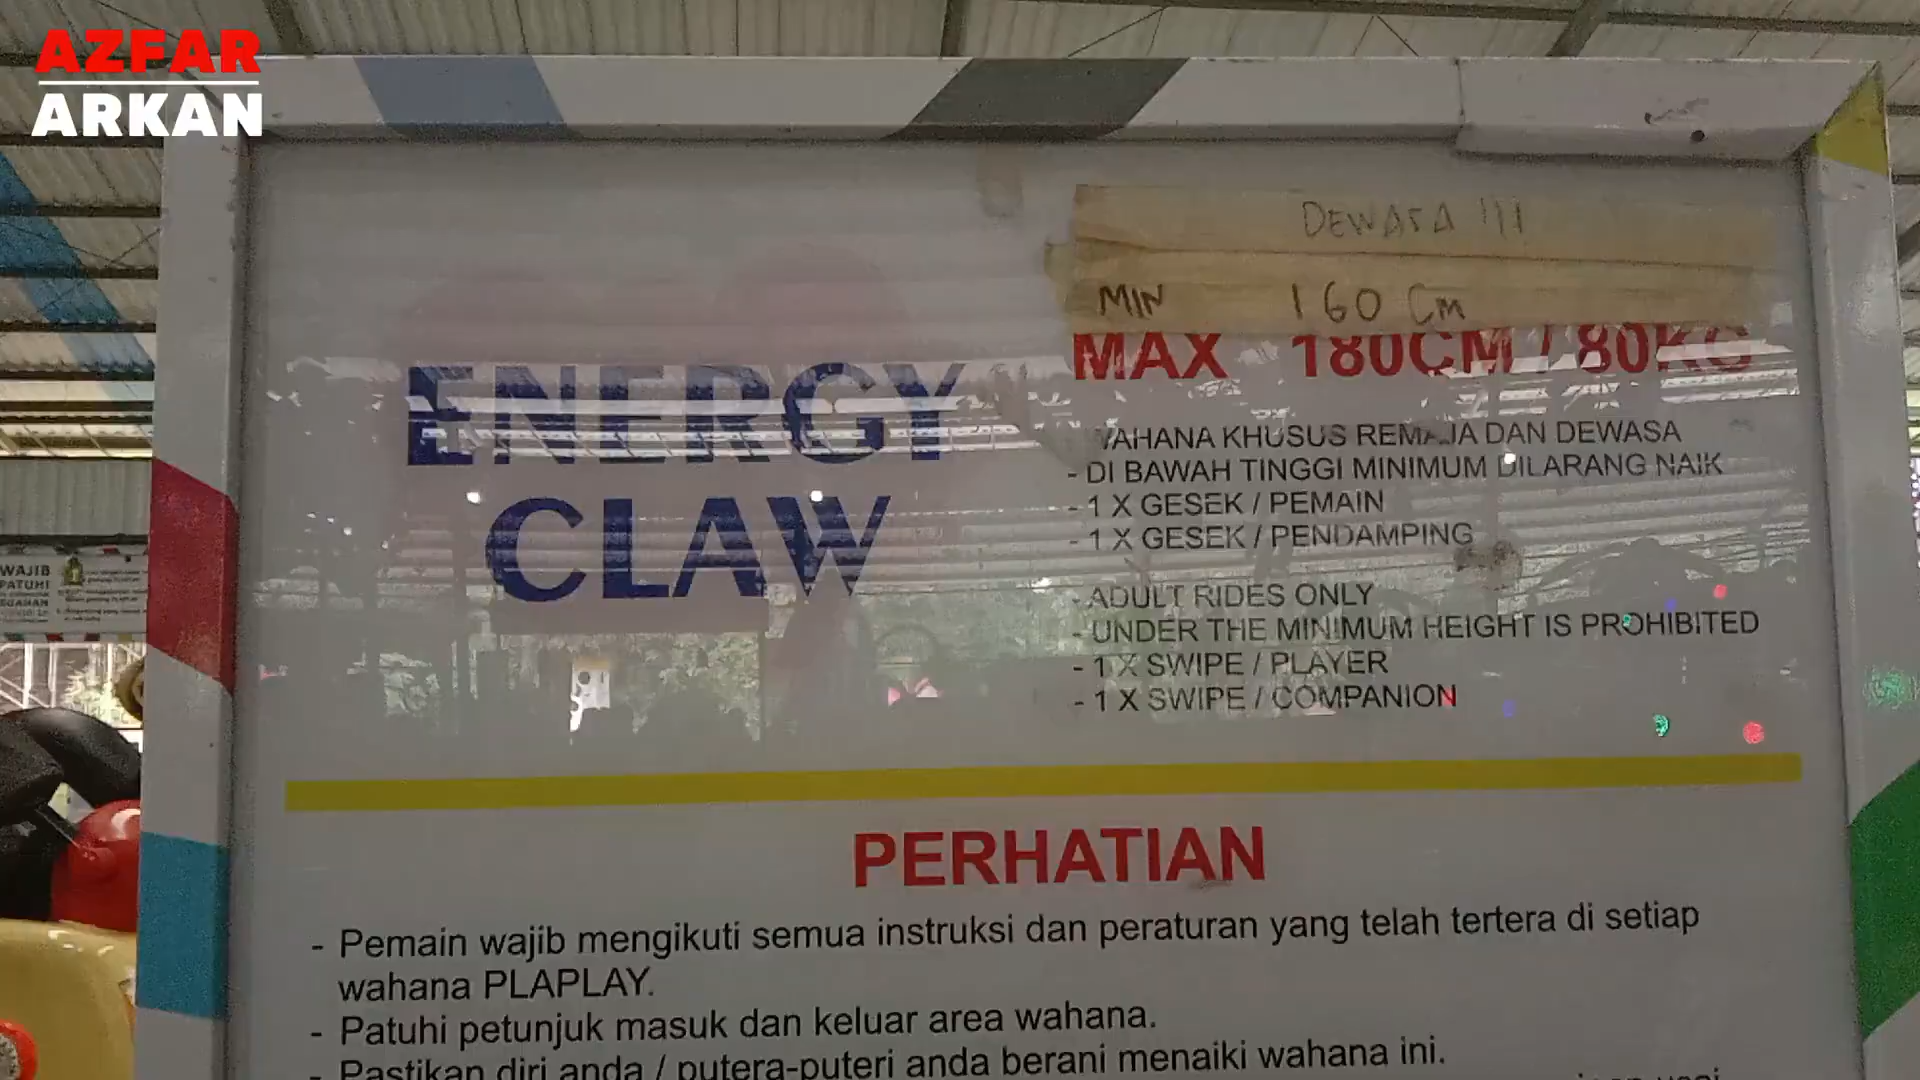 AZFAR
ARKAN
DEWASA !!!
MIN 160 Cm
MAX 180CM / 80KG
ENERGY
CLAW
WAHANA KHUSUS REMAJA DAN DEWASA
- DI BAWAH TINGGI MINIMUM DILARANG NAIK
- 1 X GESEK / PEMAIN
- 1 X GESEK / PENDAMPING
- ADULT RIDES ONLY
- UNDER THE MINIMUM HEIGHT IS PROHIBITED
- 1 X SWIPE / PLAYER
- 1 X SWIPE / COMPANION
WAJIB
PATUHI
PERHATIAN
- Pemain wajib mengikuti semua instruksi dan peraturan yang telah tertera di setiap
wahana PLAPLAY.
- Patuhi petunjuk masuk dan keluar area wahana.
- Pastikan diri anda / putera-puteri anda berani menaiki wahana ini.